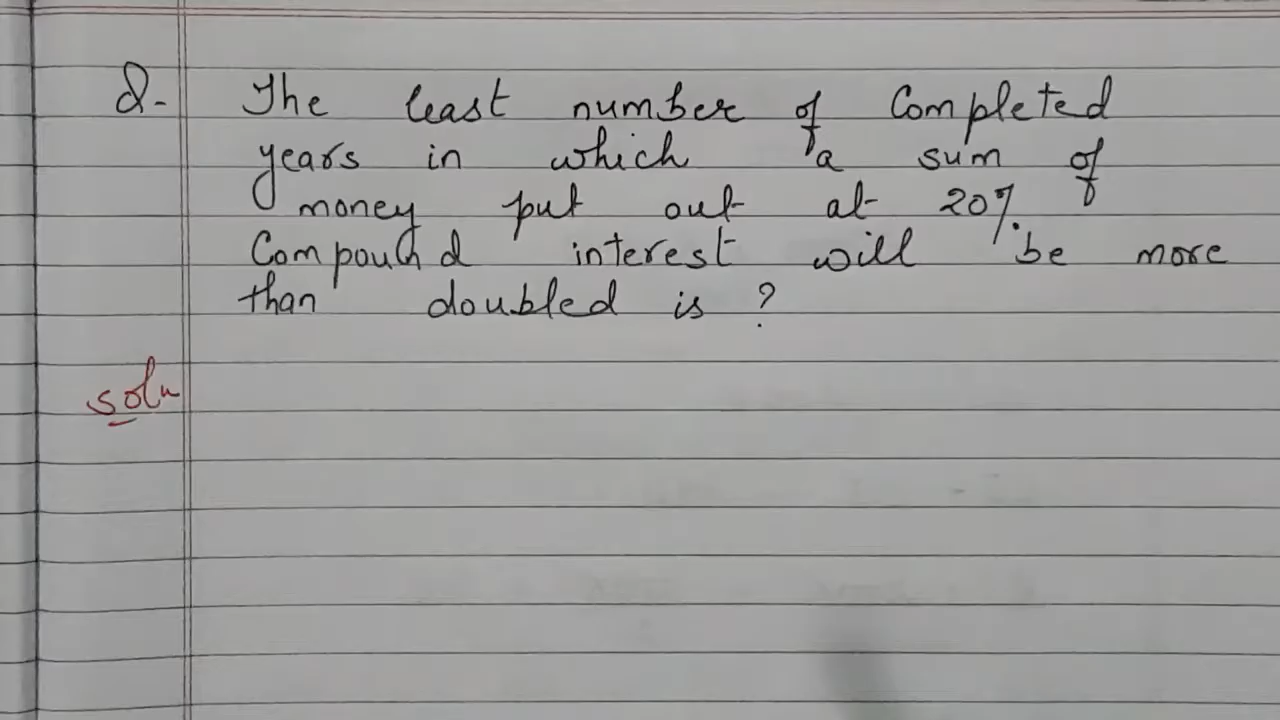 Q- The least number of Completed
years in which a sum of
money put out at 20%
Compound interest will be more
than doubled is ?
soln